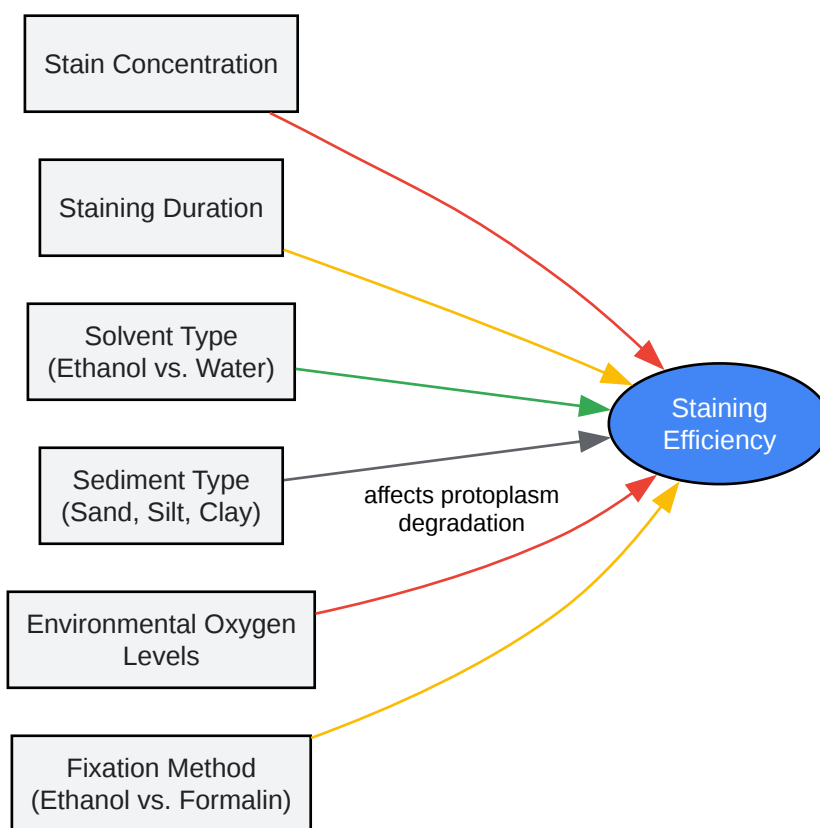 Stain Concentration
Staining Duration
Solvent Type
(Ethanol vs. Water)
Staining
Efficiency
Sediment Type
(Sand, Silt, Clay)
affects protoplasm
degradation
Environmental Oxygen
Levels
Fixation Method
(Ethanol vs. Formalin)